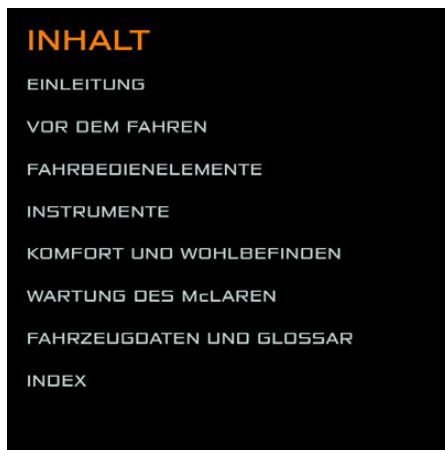 INHALT
EINLEITUNG
VOR DEM FAHREN
FAHRBEDIENELEMENTE
INSTRUMENTE
KOMFORT UND WOHLBEFINDEN
WARTUNG DES McLAREN
FAHRZEUGDATEN UND GLOSSAR
INDEX